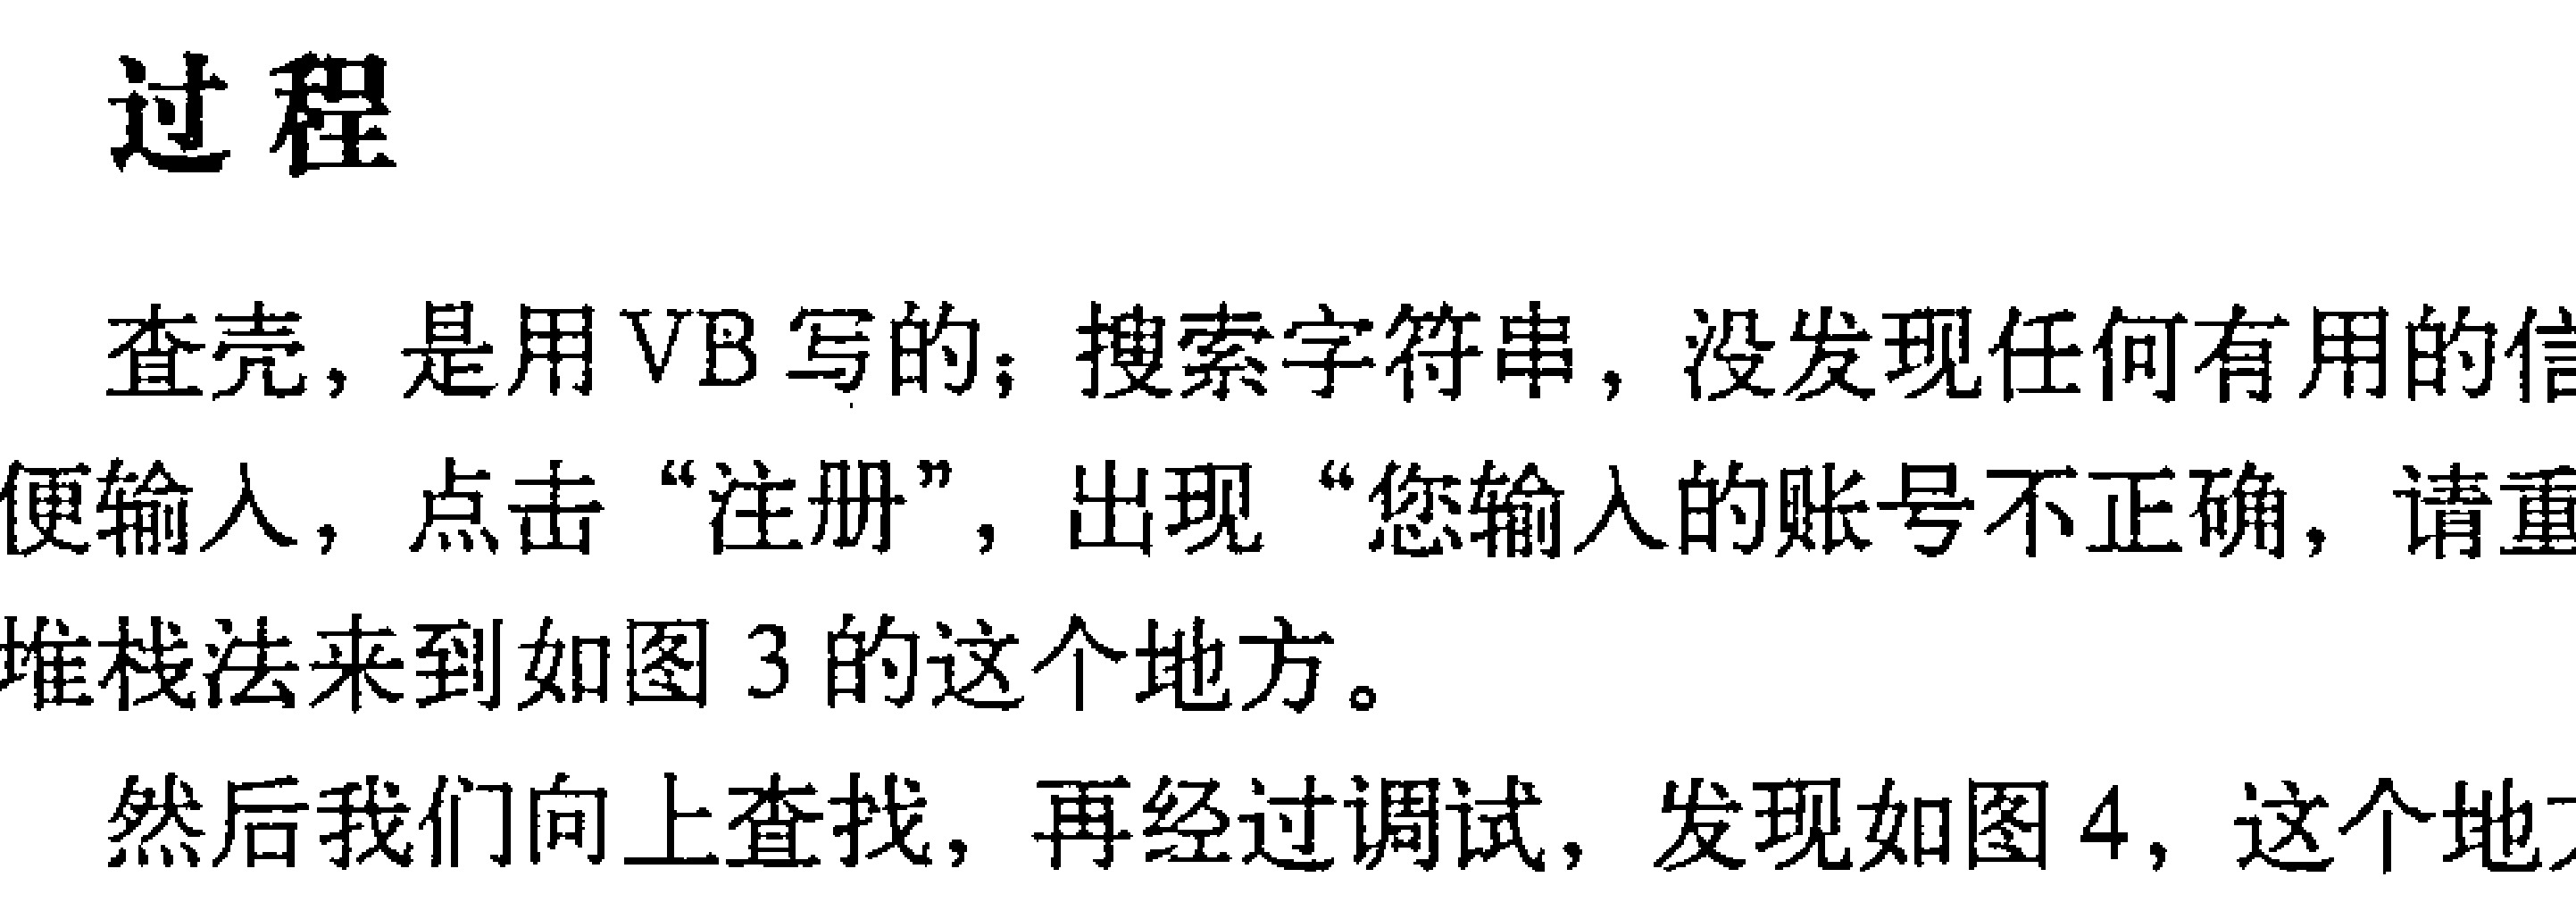 过程
查壳，是用VB写的；搜索字符串，没发现任何有用的信
便输入，点击“注册”，出现“您输入的账号不正确，请重
堆栈法来到如图 3 的这个地方。
然后我们向上查找，再经过调试，发现如图 4，这个地方